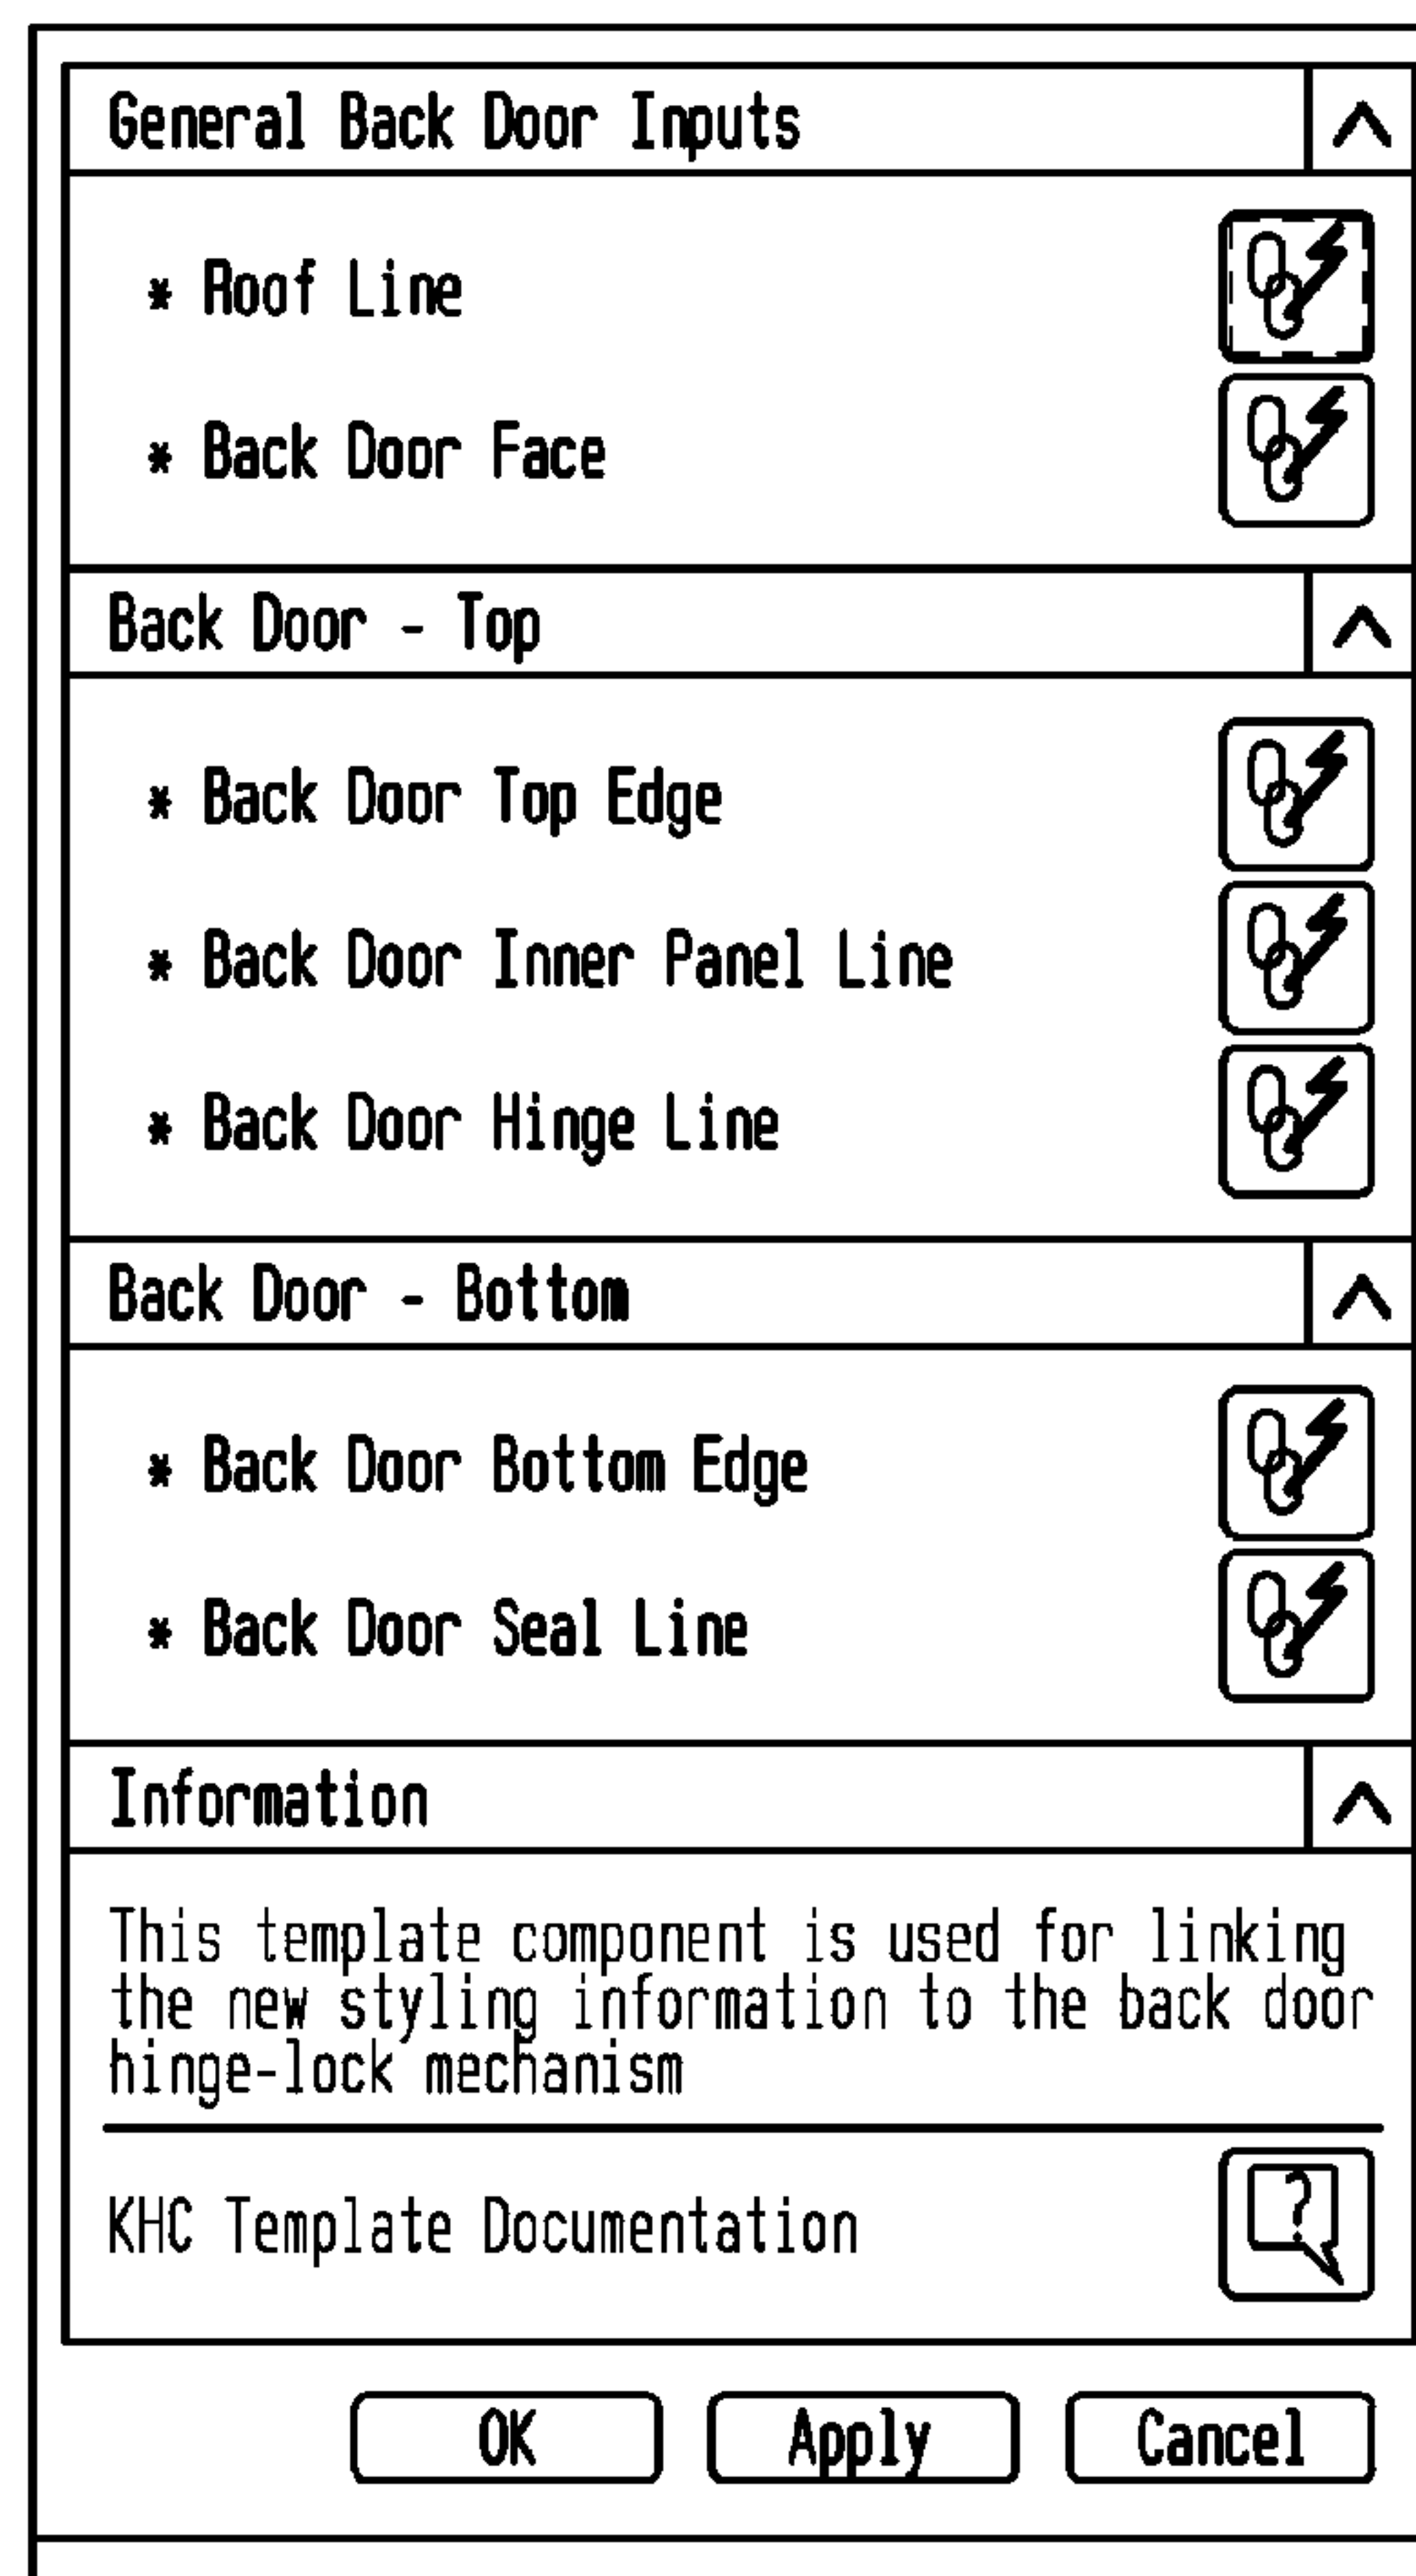 General Back Door Inputs
* Roof Line
* Back Door Face
Back Door - Top
* Back Door Top Edge
* Back Door Inner Panel Line
* Back Door Hinge Line
Back Door - Bottom
* Back Door Bottom Edge
* Back Door Seal Line
Information
This template component is used for linking
the new styling information to the back door
hinge-lock mechanism
KHC Template Documentation
?
OK Apply Cancel